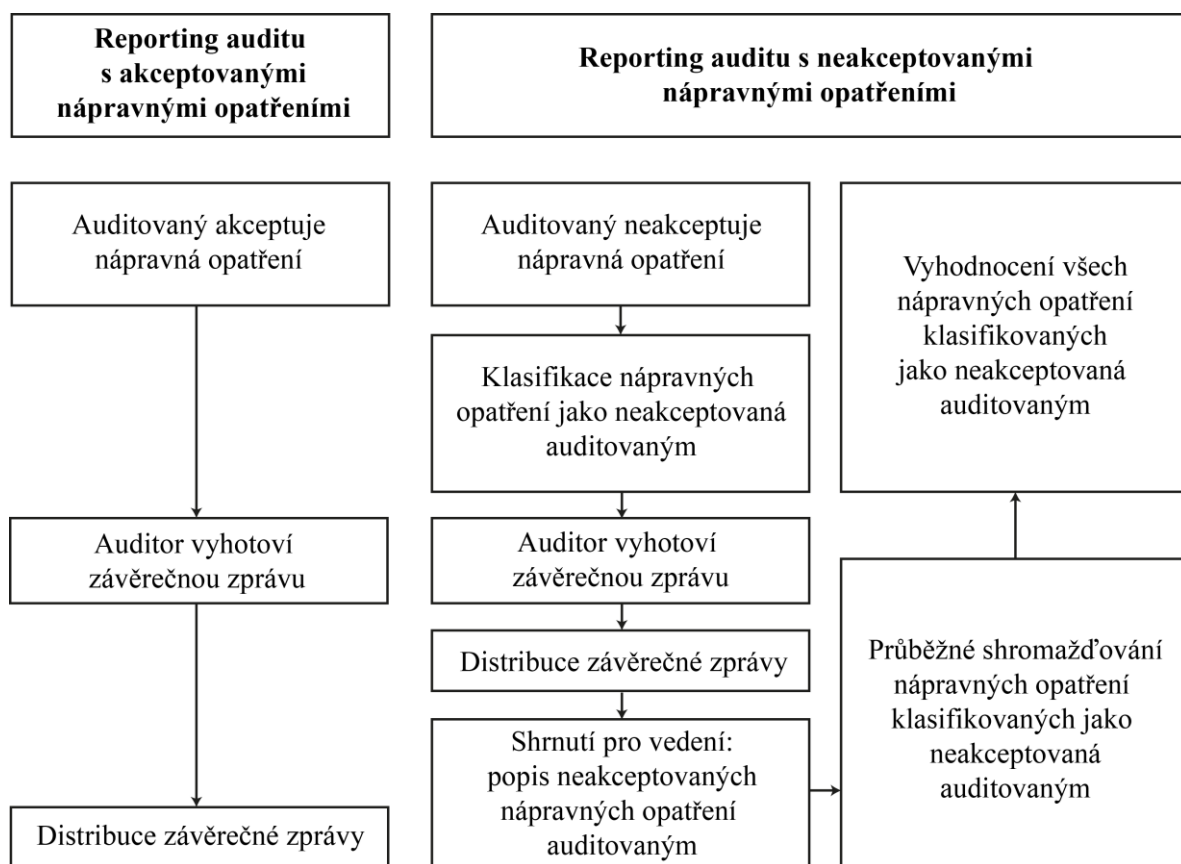 Reporting auditu
s akceptovanými
nápravnými opatřeními
Reporting auditu s neakceptovanými
nápravnými opatřeními
Auditovaný akceptuje
nápravná opatření
Auditor vyhotoví
závěrečnou zprávu
Distribuce závěrečné zprávy
Auditovaný neakceptuje
nápravná opatření
Klasifikace nápravných
opatření jako neakceptovaná
auditovaným
Auditor vyhotoví
závěrečnou zprávu
Distribuce závěrečné zprávy
Shrnutí pro vedení:
popis neakceptovaných
nápravných opatření
auditovaným
Průběžné shromažďování
nápravných opatření
klasifikovaných jako
neakceptovaná
auditovaným
Vyhodnocení všech
nápravných opatření
klasifikovaných
jako neakceptovaná
auditovaným